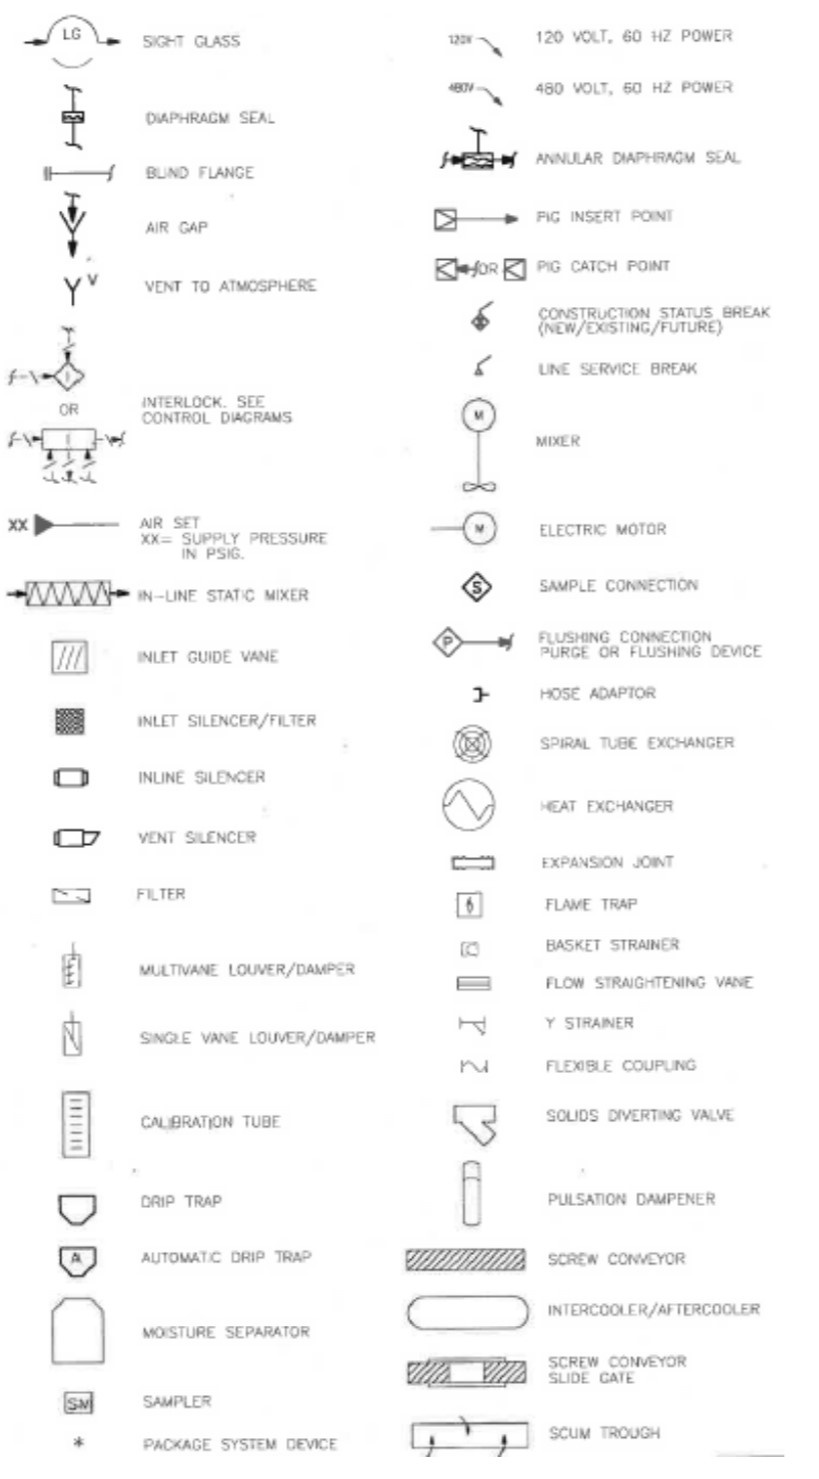 LG
SIGHT GLASS
DIAPHRAGM SEAL
BLIND FLANGE
AIR GAP
V
VENT TO ATMOSPHERE
I
OR
I
INTERLOCK. SEE
CONTROL DIAGRAMS
XX
AIR SET
XX= SUPPLY PRESSURE
IN PSIG.
IN-LINE STATIC MIXER
INLET GUIDE VANE
INLET SILENCER/FILTER
INLINE SILENCER
VENT SILENCER
FILTER
MULTIVANE LOUVER/DAMPER
SINGLE VANE LOUVER/DAMPER
CALIBRATION TUBE
DRIP TRAP
A
AUTOMATIC DRIP TRAP
MOISTURE SEPARATOR
SM
SAMPLER
*
PACKAGE SYSTEM DEVICE
120V
120 VOLT, 60 HZ POWER
480V
480 VOLT, 60 HZ POWER
ANNULAR DIAPHRAGM SEAL
PIG INSERT POINT
OR
PIG CATCH POINT
CONSTRUCTION STATUS BREAK
(NEW/EXISTING/FUTURE)
LINE SERVICE BREAK
M
MIXER
M
ELECTRIC MOTOR
S
SAMPLE CONNECTION
P
FLUSHING CONNECTION
PURGE OR FLUSHING DEVICE
HOSE ADAPTOR
SPIRAL TUBE EXCHANGER
HEAT EXCHANGER
EXPANSION JOINT
FLAME TRAP
BASKET STRAINER
FLOW STRAIGHTENING VANE
Y STRAINER
FLEXIBLE COUPLING
SOLIDS DIVERTING VALVE
PULSATION DAMPENER
SCREW CONVEYOR
INTERCOOLER/AFTERCOOLER
SCREW CONVEYOR
SLIDE GATE
SCUM TROUGH